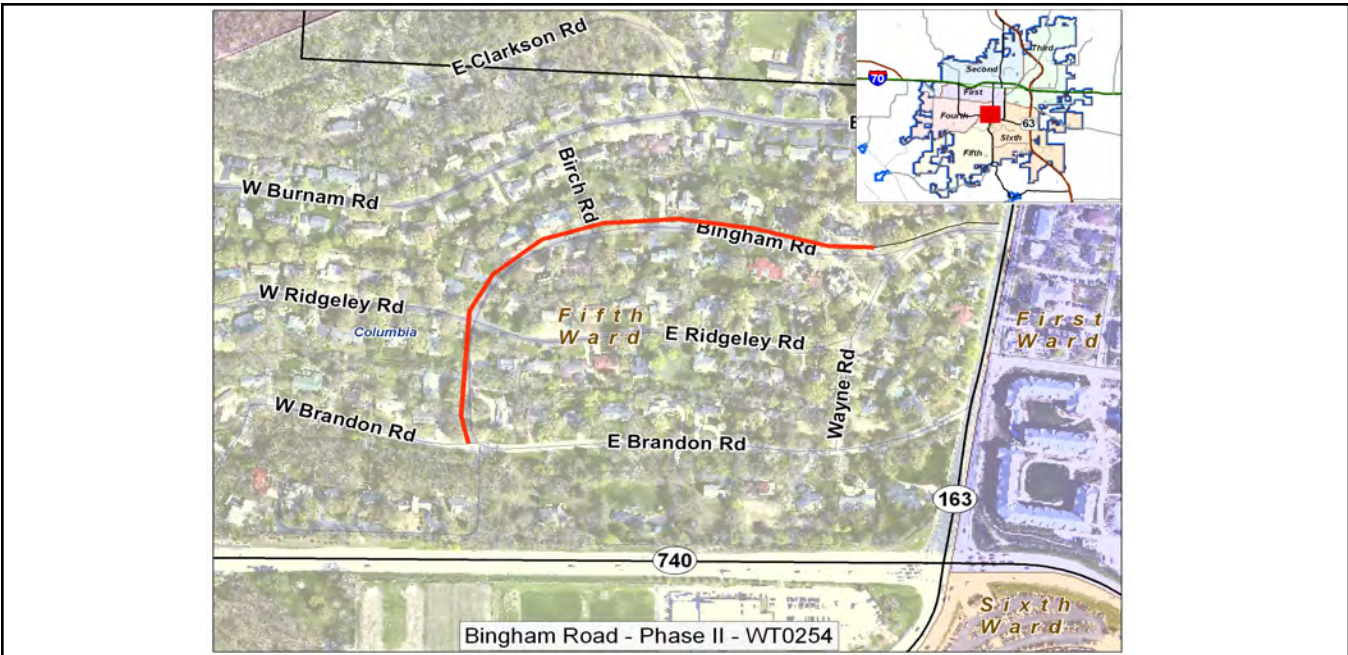 E Clarkson Rd
Third
Second
70
First
Fourth
63
Sixth
Fifth
Birch Rd
W Burnam Rd
Bingham Rd
W Ridgeley Rd
Columbia
Fifth
Ward
E Ridgeley Rd
First
Ward
Wayne Rd
W Brandon Rd
E Brandon Rd
163
740
Sixth
Ward
Bingham Road - Phase II - WT0254